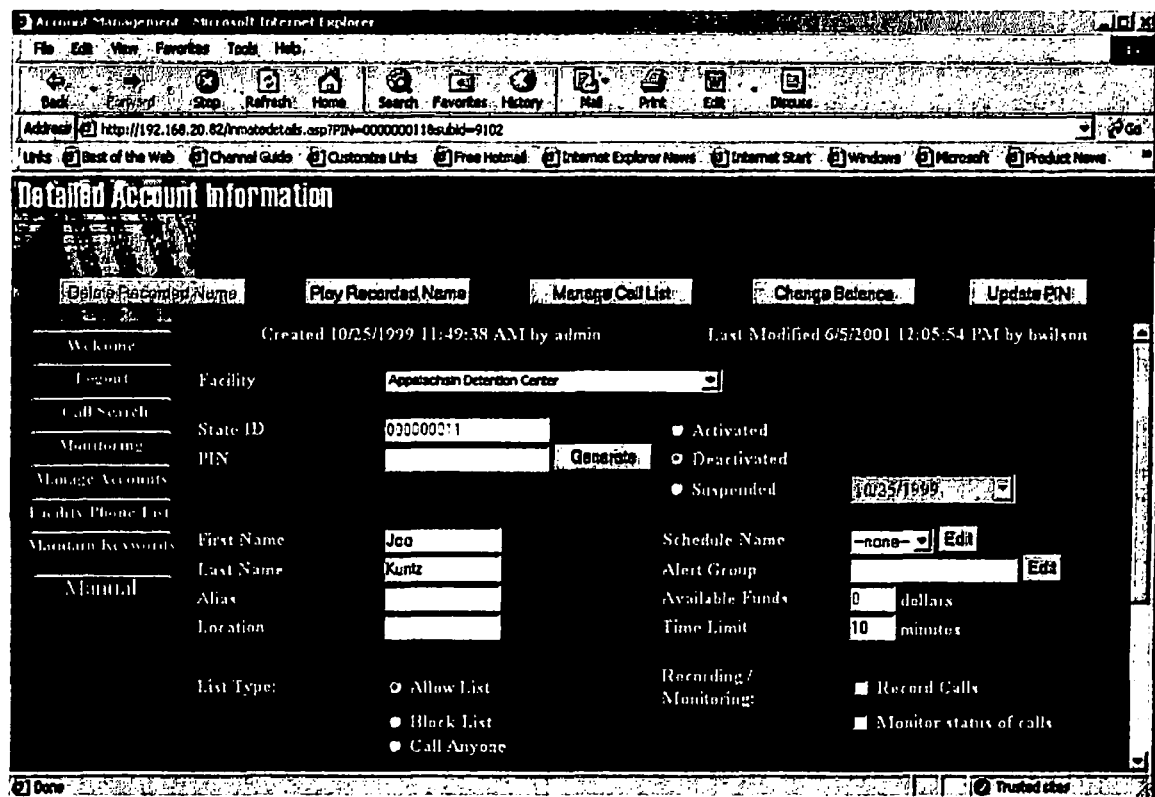 Account Management - Microsoft Internet Explorer
File Edit View Favorites Tools Help
Back Forward Stop Refresh Home Search Favorites History Mail Print Edit Discuss
Address http://192.168.20.82/inmatedetails.asp?PIN=000000011&subid=9102 Go
Links Best of the Web Channel Guide Customize Links Free Hotmail Internet Explorer News Internet Start Windows Microsoft Product News
Detailed Account Information
Delete Recorded Name Play Recorded Name Manage Call List Change Balance Update PIN
Created 10/25/1999 11:49:38 AM by admin Last Modified 6/5/2001 12:05:54 PM by bwilson
Welcome
Logout
Call Search
Monitoring
Manage Accounts
Facility Phone List
Maintain Keywords
Manual
Facility Appalachain Detention Center
State ID 000000011 Activated
PIN Generate Deactivated
Suspended 10/25/1999
First Name Joe Schedule Name --none-- Edit
Last Name Kuntz Alert Group Edit
Alias Available Funds 0 dollars
Location Time Limit 10 minutes
List Type: Allow List Recording / Monitoring: Record Calls
Block List Monitor status of calls
Call Anyone
Done Trusted sites